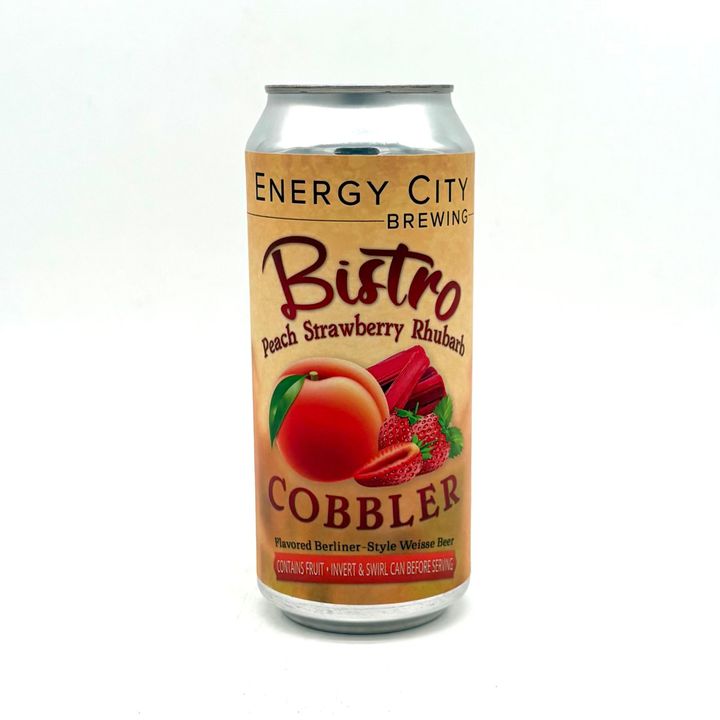 ENERGY CITY
BREWING
Bistro
Peach Strawberry Rhubarb
COBBLER
Flavored Berliner-Style Weisse Beer
CONTAINS FRUIT • INVERT & SWIRL CAN BEFORE SERVING